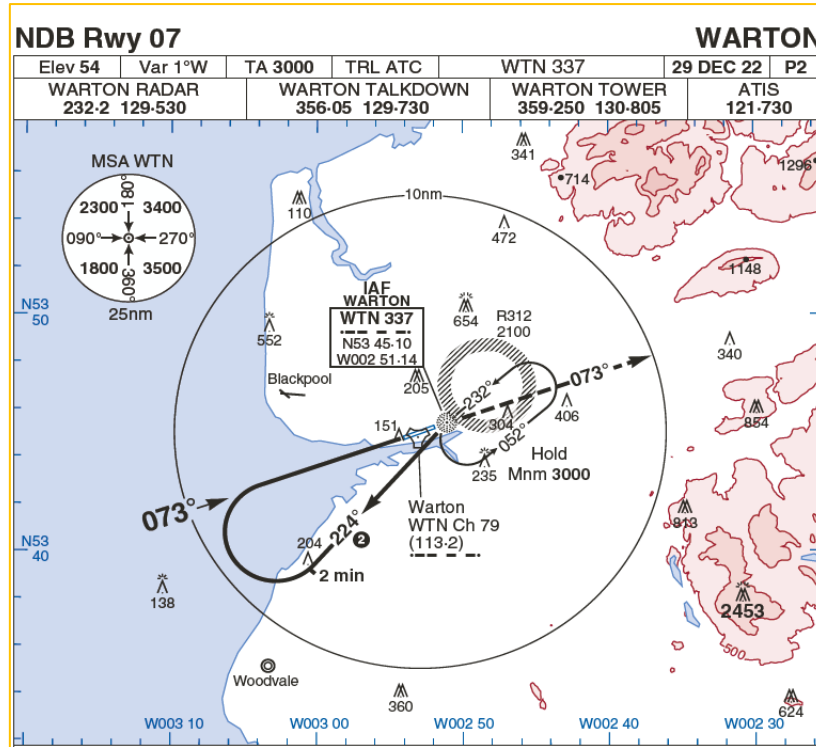 NDB Rwy 07
WARTON
Elev 54
Var 1°W
TA 3000
TRL ATC
WTN 337
29 DEC 22
P2
WARTON RADAR
232·2 129·530
WARTON TALKDOWN
356·05 129·730
WARTON TOWER
359·250 130·805
ATIS
121·730
MSA WTN
180°
2300
3400
090°
270°
1800
3500
360°
25nm
341
714
1296
110
10nm
472
1148
N53
50
IAF
WARTON
WTN 337
N53 45·10
W002 51·14
654
R312
2100
552
340
Blackpool
205
232°
073°
406
854
151
304
052°
Hold
Mnm 3000
235
073°
224°
2
Warton
WTN Ch 79
(113·2)
813
N53
40
204
2 min
138
2453
500
Woodvale
360
624
W003 10
W003 00
W002 50
W002 40
W002 30